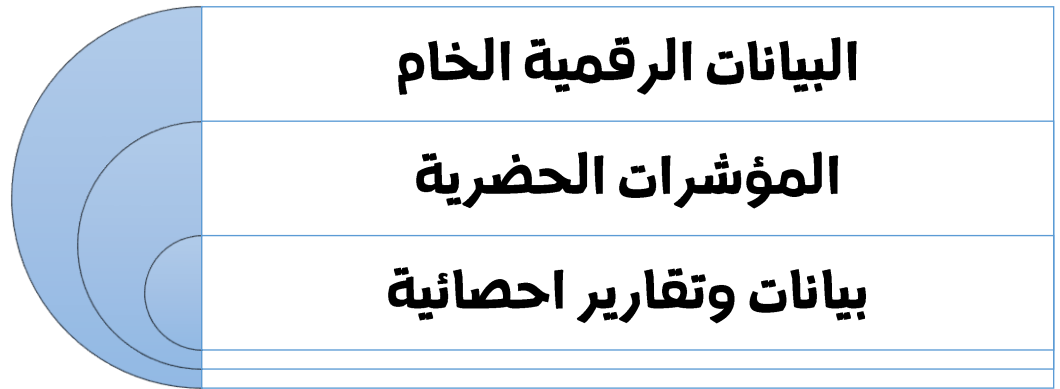 البيانات الرقمية الخام
المؤشرات الحضرية
بيانات وتقارير احصائية